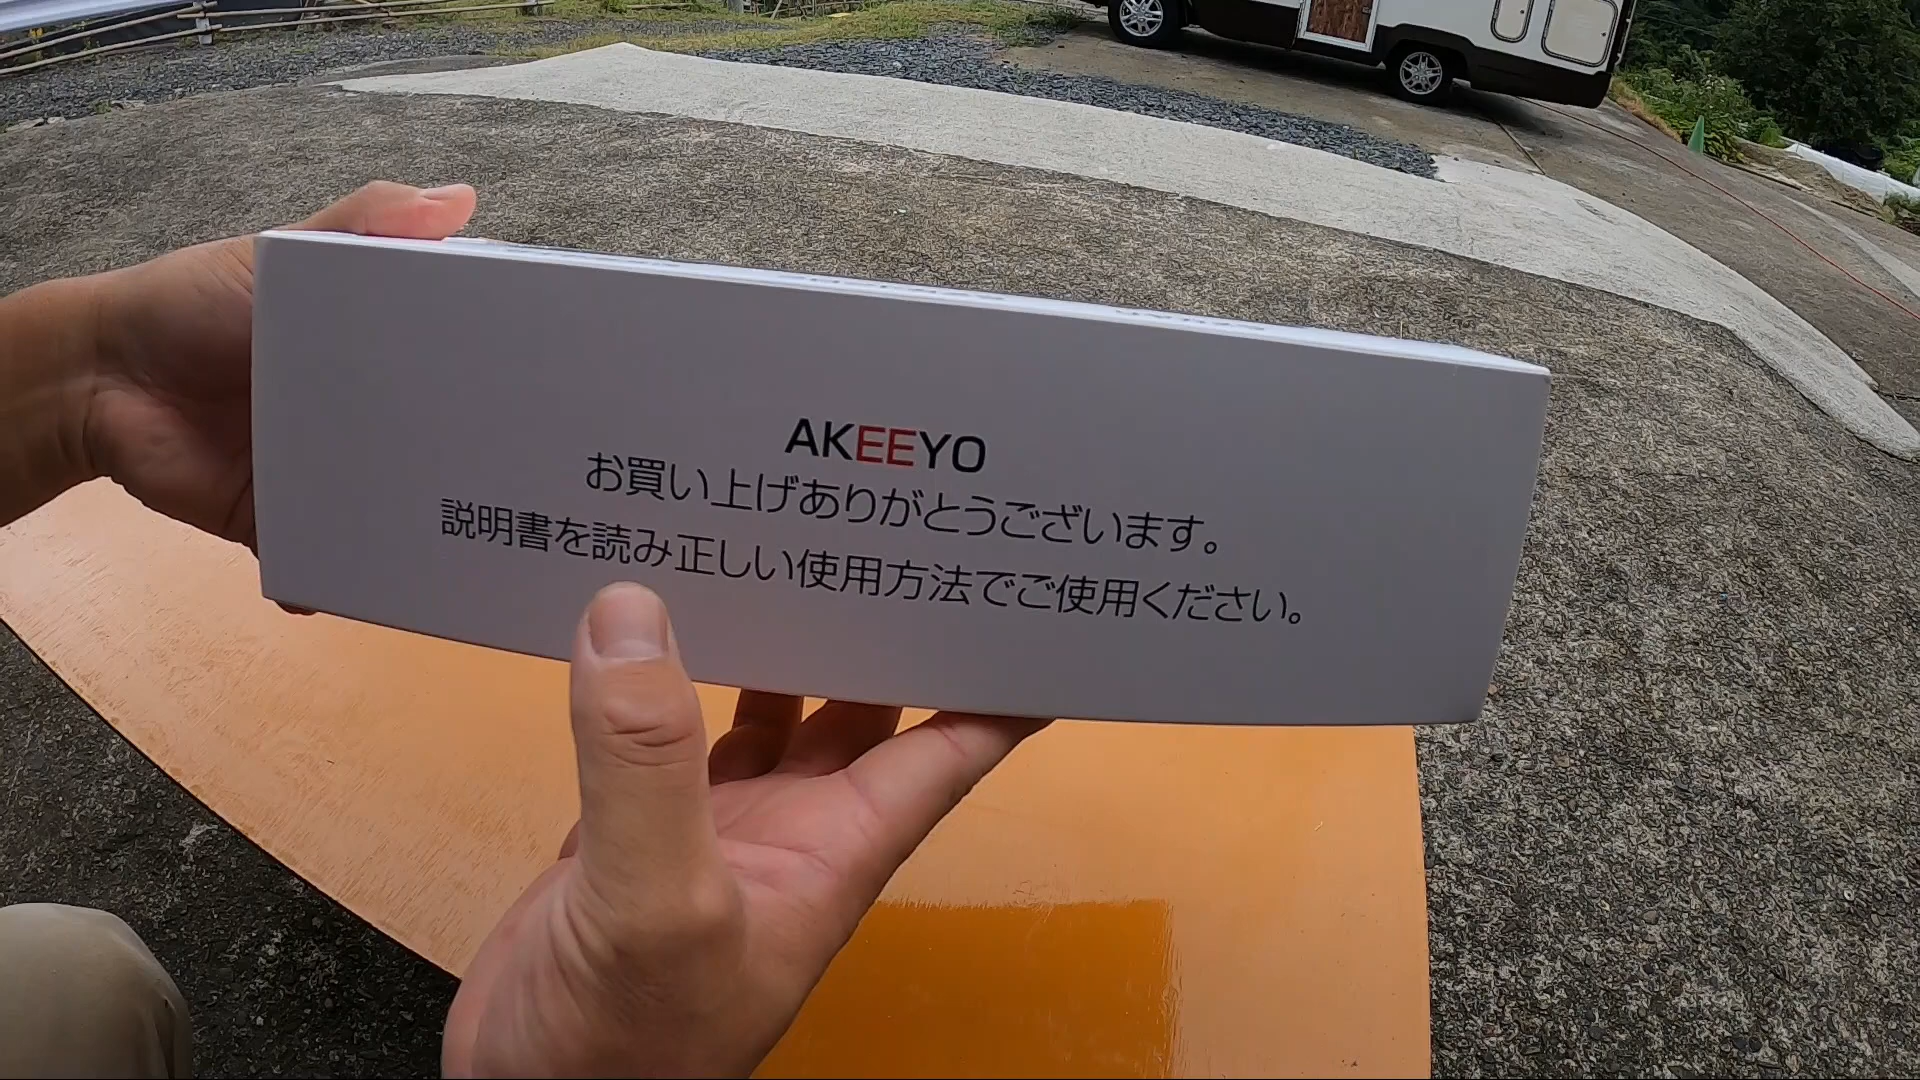 AKEEYO
お買い上げありがとうございます。
説明書を読み正しい使用方法でご使用ください。